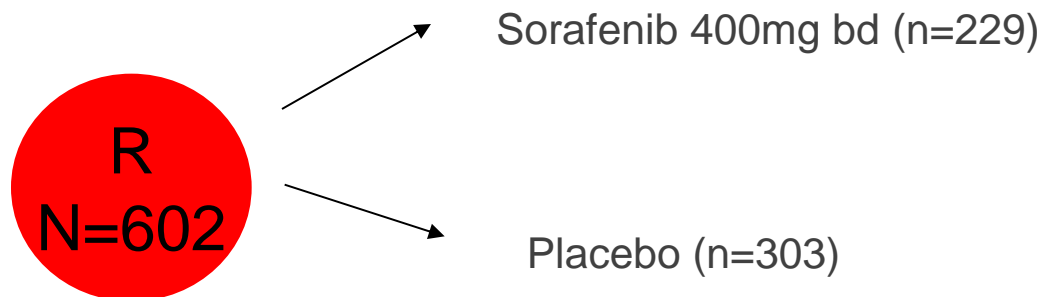 Sorafenib 400mg bd (n=229)
R
N=602
Placebo (n=303)